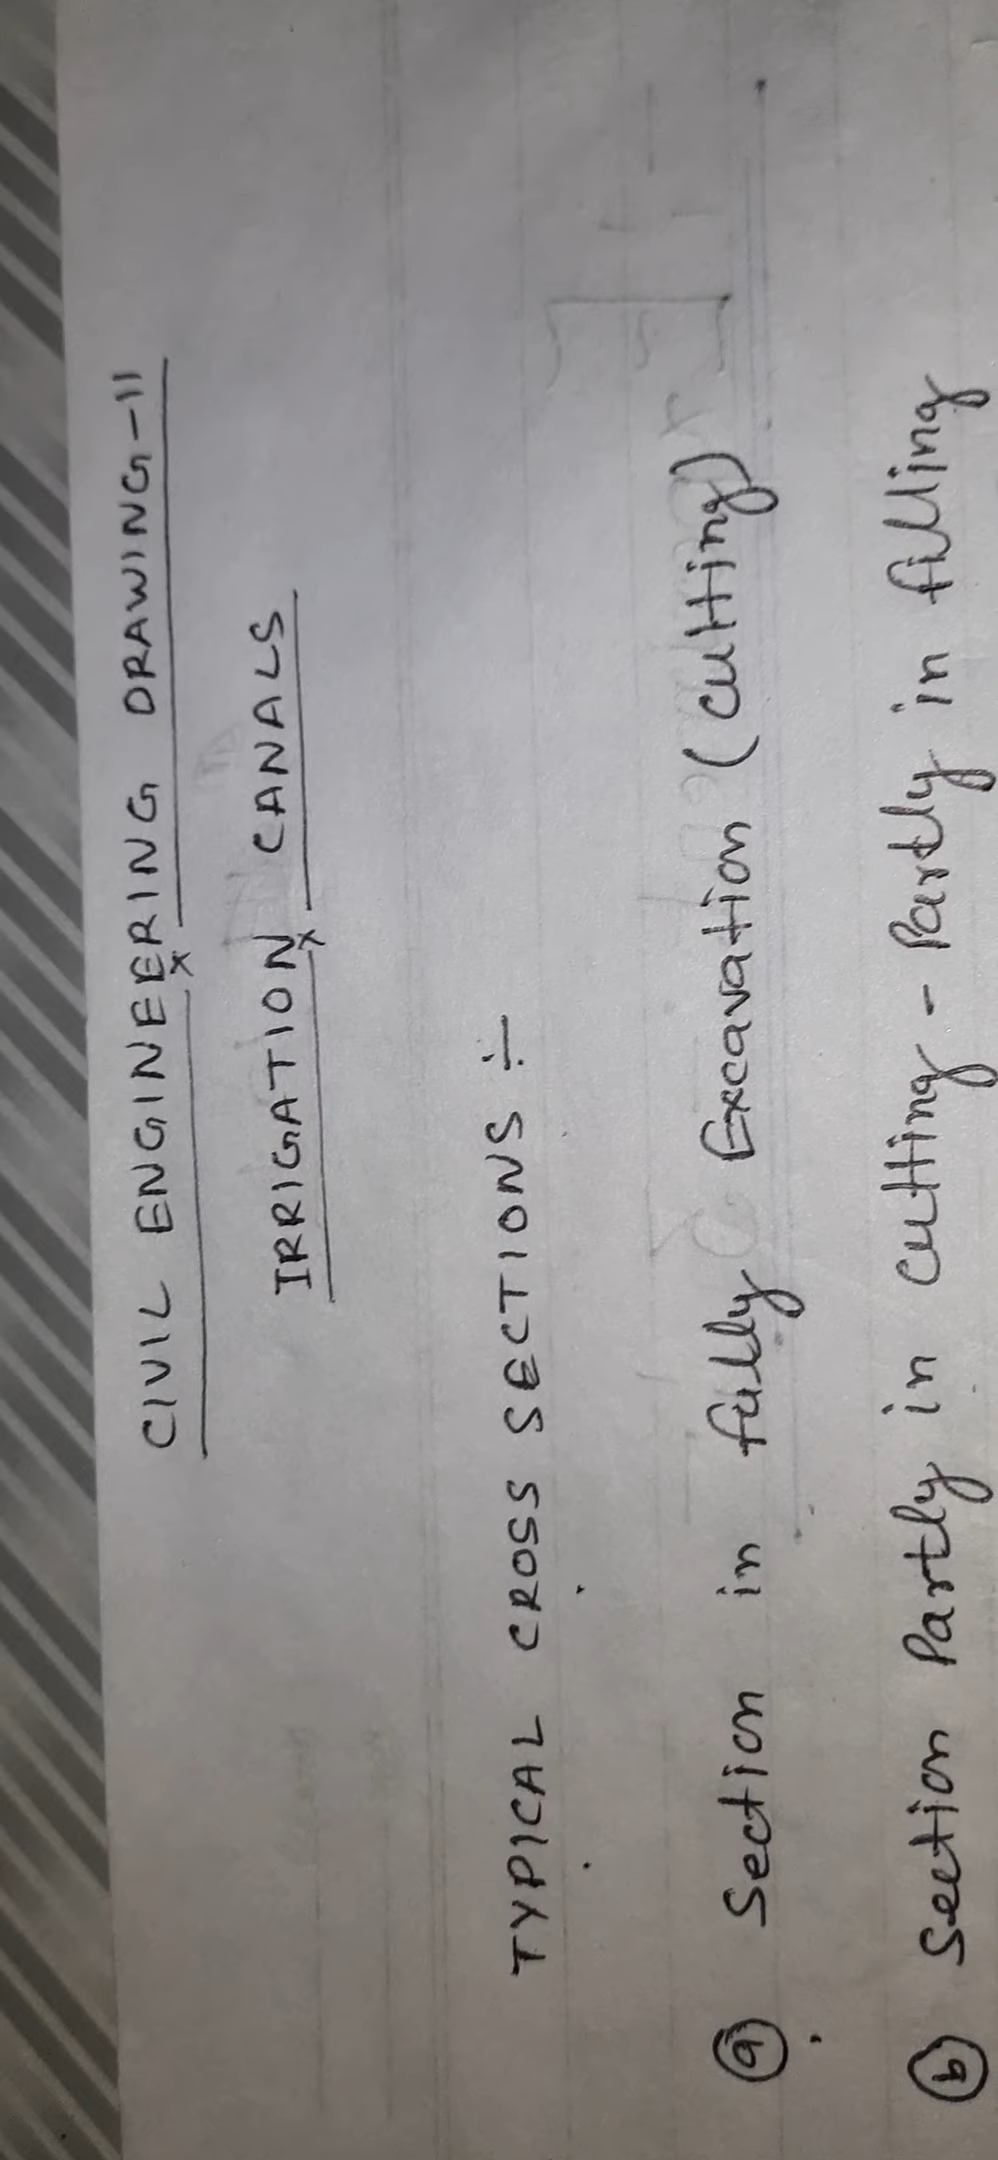 CIVIL ENGINEERING DRAWING-II
IRRIGATION CANALS
TYPICAL CROSS SECTIONS ÷
(a) Section in fully Excavation (cutting)
(b) Section Partly in cutting - Partly in filling